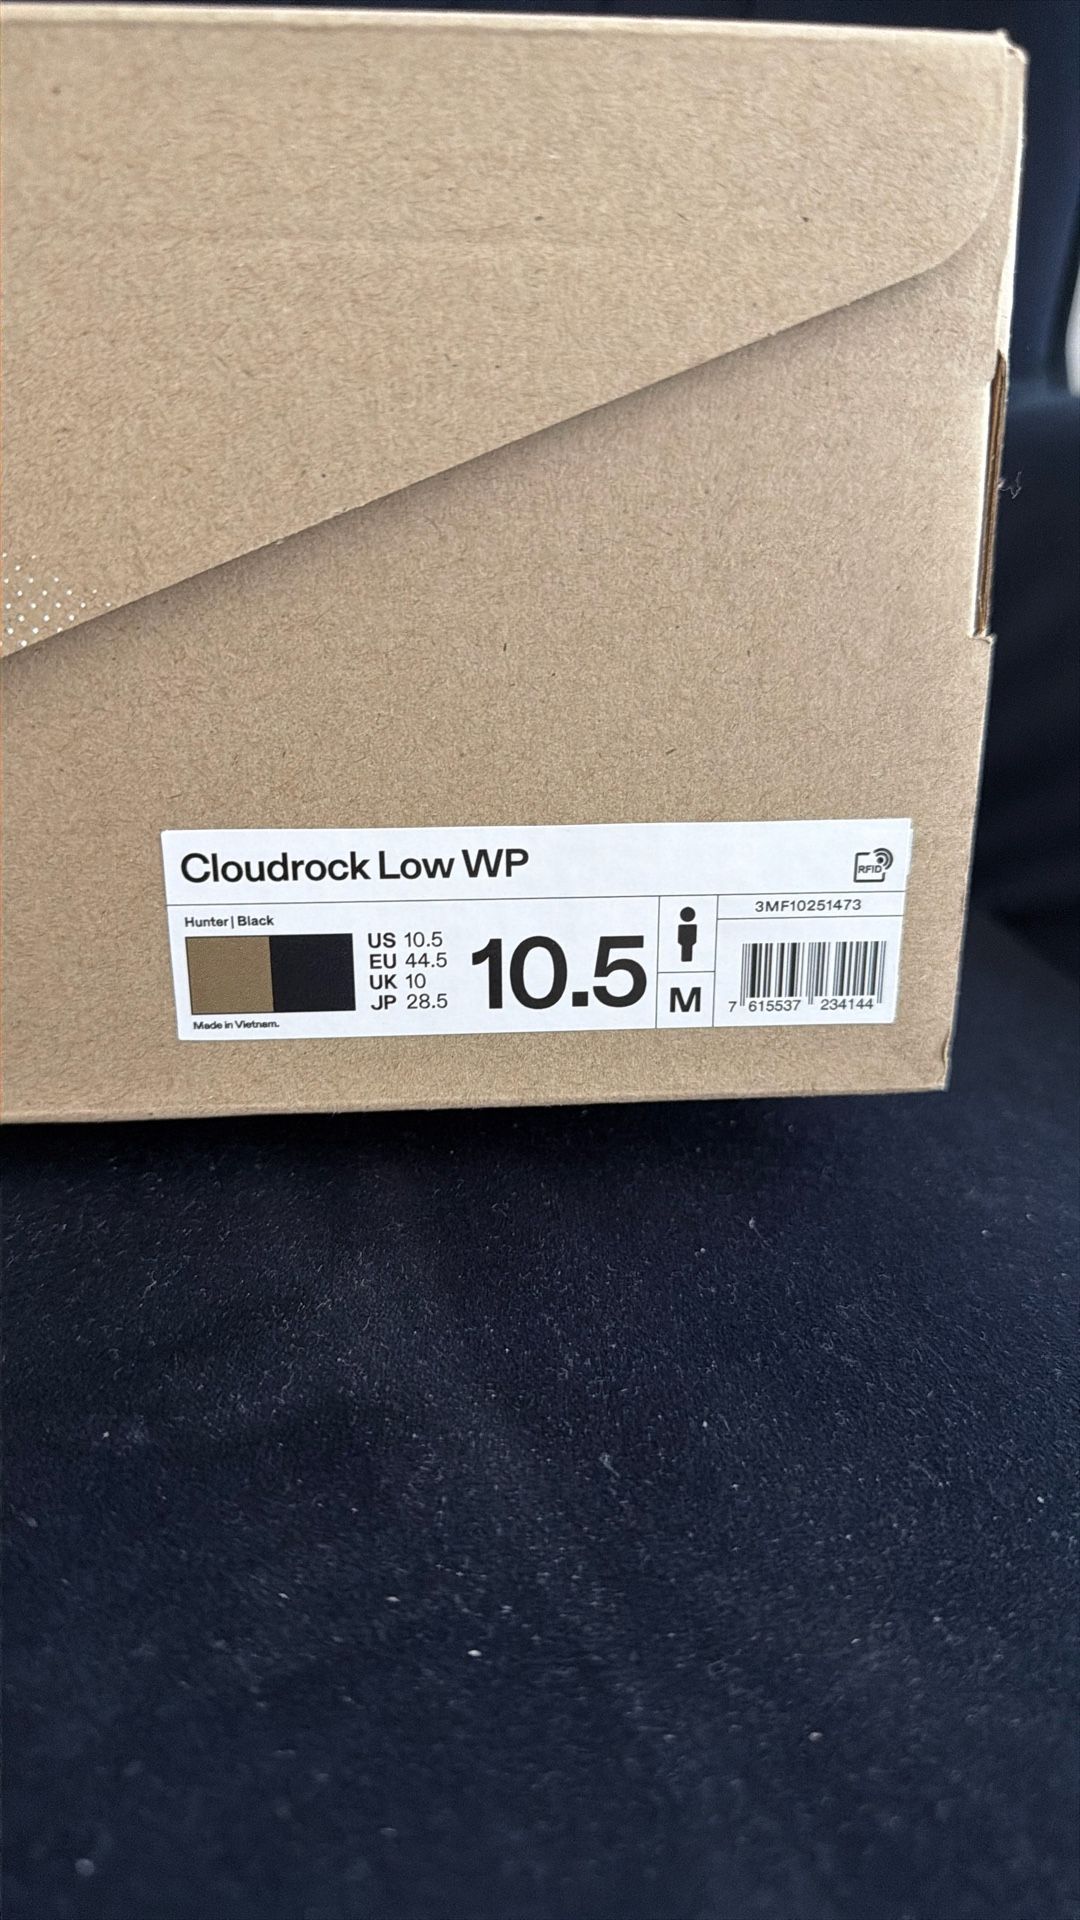 Cloudrock Low WP
RFID
Hunter | Black
US 10.5
EU 44.5
UK 10
JP 28.5
10.5
M
3MF10251473
7 615537 234144
Made in Vietnam.